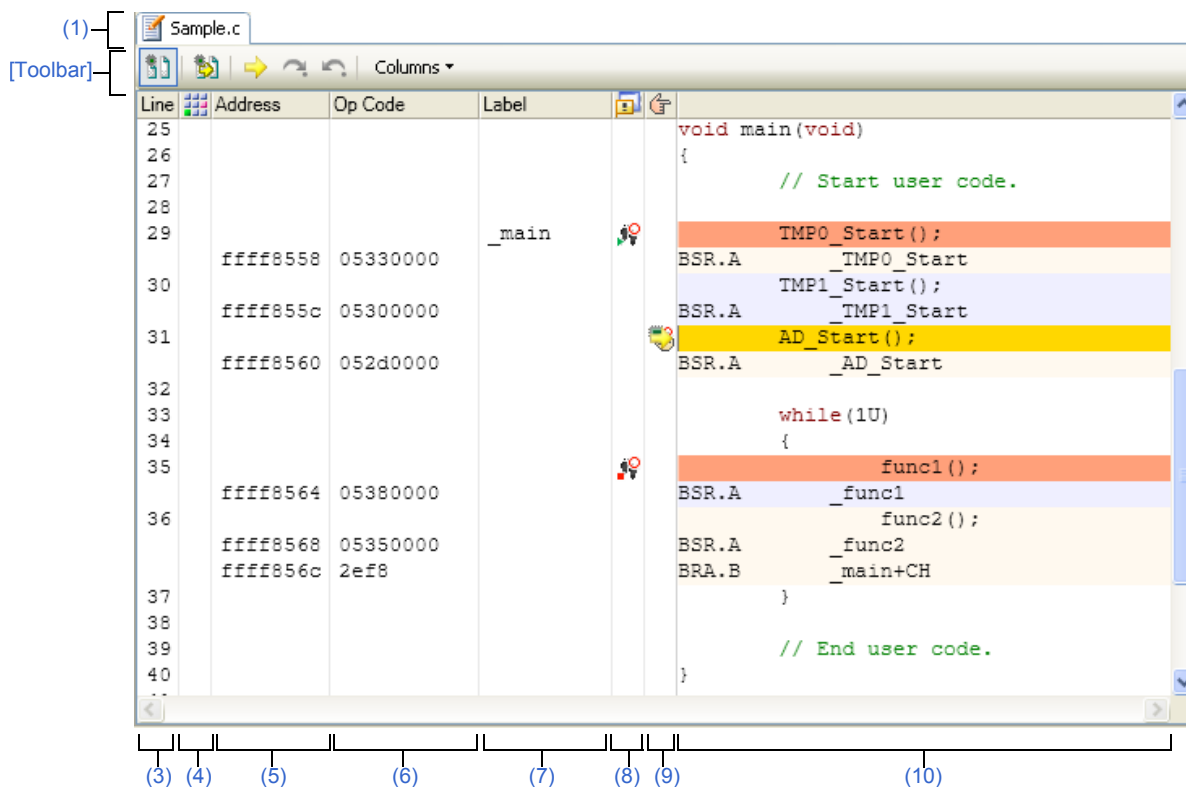 (1)
Sample.c
[Toolbar]
Columns
Line Address Op Code Label
25 void main(void)
26 {
27 // Start user code.
28
29 _main TMP0_Start();
ffff8558 05330000 BSR.A _TMP0_Start
30 TMP1_Start();
ffff855c 05300000 BSR.A _TMP1_Start
31 AD_Start();
ffff8560 052d0000 BSR.A _AD_Start
32
33 while(1U)
34 {
35 func1();
ffff8564 05380000 BSR.A _func1
36 func2();
ffff8568 05350000 BSR.A _func2
ffff856c 2ef8 BRA.B _main+CH
37 }
38
39 // End user code.
40 }
(3) (4) (5) (6) (7) (8) (9) (10)